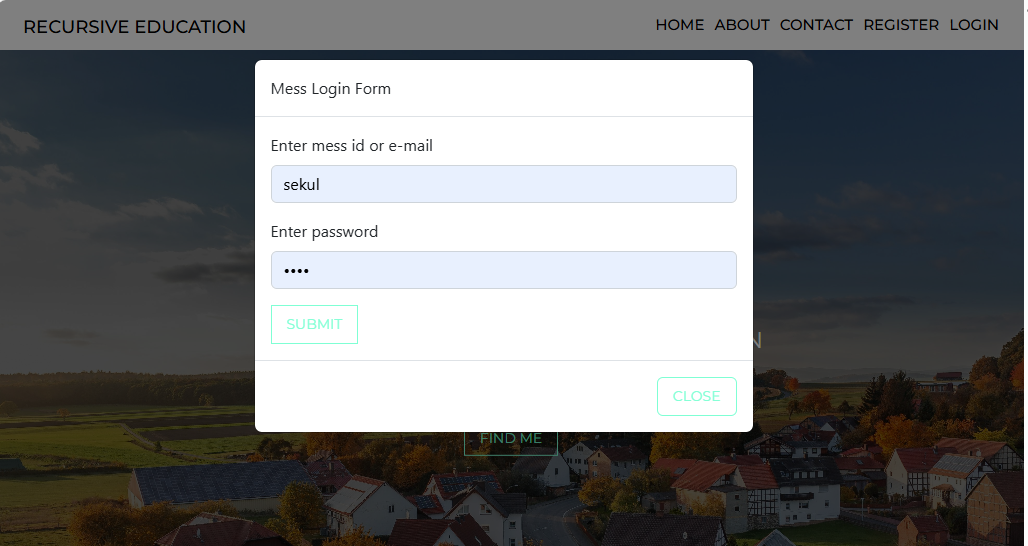 RECURSIVE EDUCATION
HOME ABOUT CONTACT REGISTER LOGIN
Mess Login Form
Enter mess id or e-mail
sekul
Enter password
••••
SUBMIT
CLOSE
FIND ME